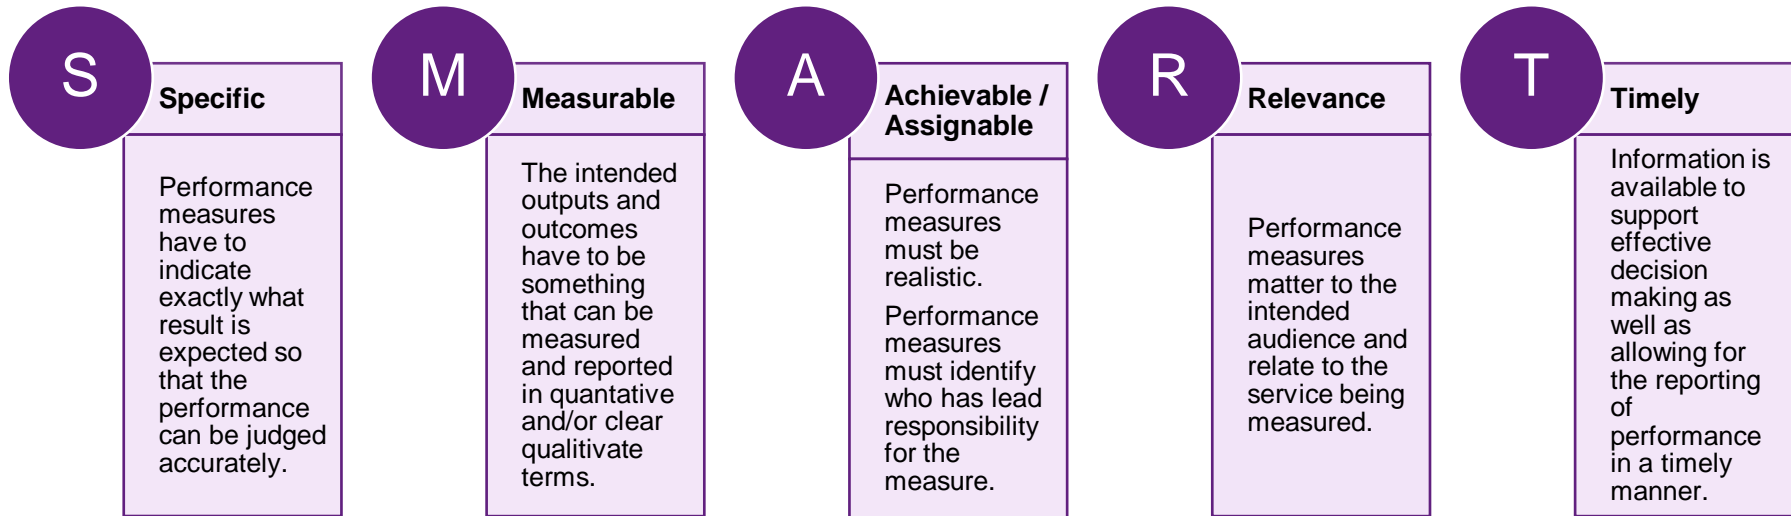 S
Specific
Performance
measures
have to
indicate
exactly what
result is
expected so
that the
performance
can be judged
accurately.
M
Measurable
The intended
outputs and
outcomes
have to be
something
that can be
measured
and reported
in quantative
and/or clear
qualitivate
terms.
A
Achievable /
Assignable
Performance
measures
must be
realistic.
Performance
measures
must identify
who has lead
responsibility
for the
measure.
R
Relevance
Performance
measures
matter to the
intended
audience and
relate to the
service being
measured.
T
Timely
Information is
available to
support
effective
decision
making as
well as
allowing for
the reporting
of
performance
in a timely
manner.